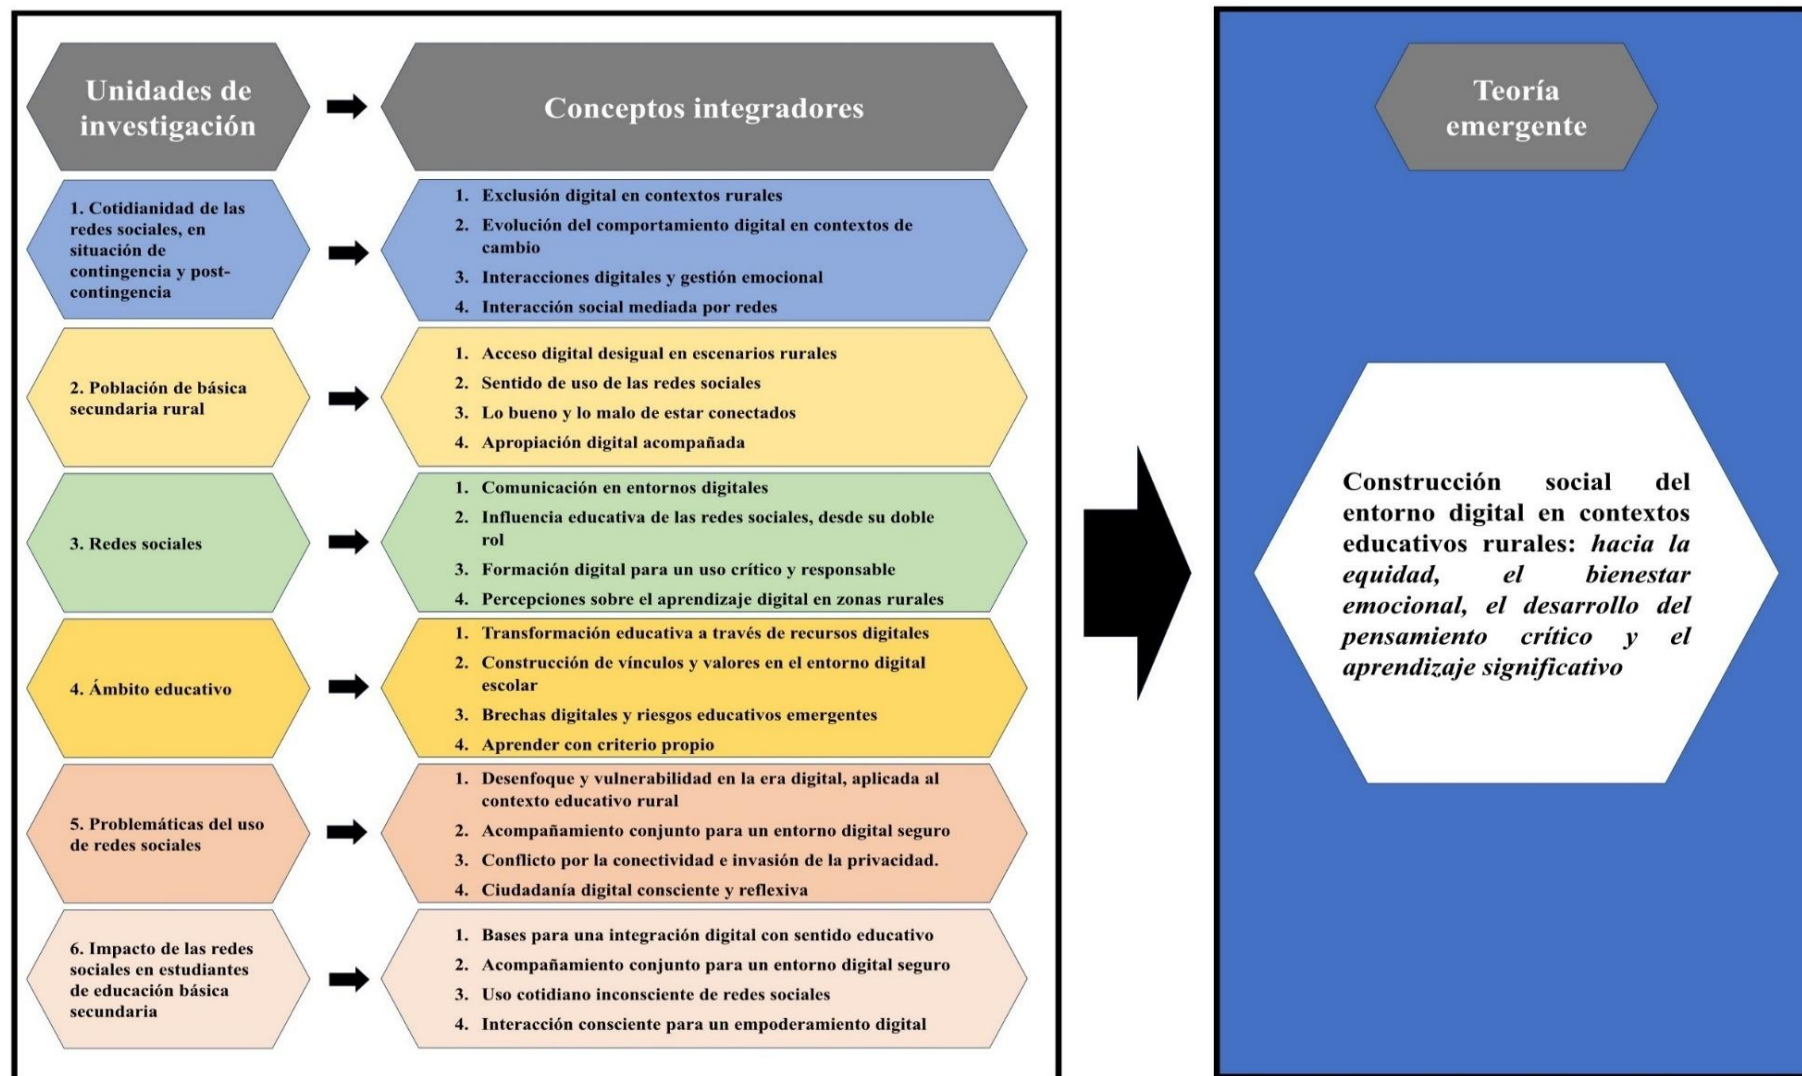 Unidades de
investigación
Conceptos integradores
1. Cotidianidad de las
redes sociales, en
situación de
contingencia y post-
contingencia
1. Exclusión digital en contextos rurales
2. Evolución del comportamiento digital en contextos de
cambio
3. Interacciones digitales y gestión emocional
4. Interacción social mediada por redes
2. Población de básica
secundaria rural
1. Acceso digital desigual en escenarios rurales
2. Sentido de uso de las redes sociales
3. Lo bueno y lo malo de estar conectados
4. Apropiación digital acompañada
3. Redes sociales
1. Comunicación en entornos digitales
2. Influencia educativa de las redes sociales, desde su doble
rol
3. Formación digital para un uso crítico y responsable
4. Percepciones sobre el aprendizaje digital en zonas rurales
4. Ámbito educativo
1. Transformación educativa a través de recursos digitales
2. Construcción de vínculos y valores en el entorno digital
escolar
3. Brechas digitales y riesgos educativos emergentes
4. Aprender con criterio propio
5. Problemáticas del uso
de redes sociales
1. Desenfoque y vulnerabilidad en la era digital, aplicada al
contexto educativo rural
2. Acompañamiento conjunto para un entorno digital seguro
3. Conflicto por la conectividad e invasión de la privacidad.
4. Ciudadanía digital consciente y reflexiva
6. Impacto de las redes
sociales en estudiantes
de educación básica
secundaria
1. Bases para una integración digital con sentido educativo
2. Acompañamiento conjunto para un entorno digital seguro
3. Uso cotidiano inconsciente de redes sociales
4. Interacción consciente para un empoderamiento digital
Teoría
emergente
Construcción social del
entorno digital en contextos
educativos rurales: hacia la
equidad, el bienestar
emocional, el desarrollo del
pensamiento crítico y el
aprendizaje significativo